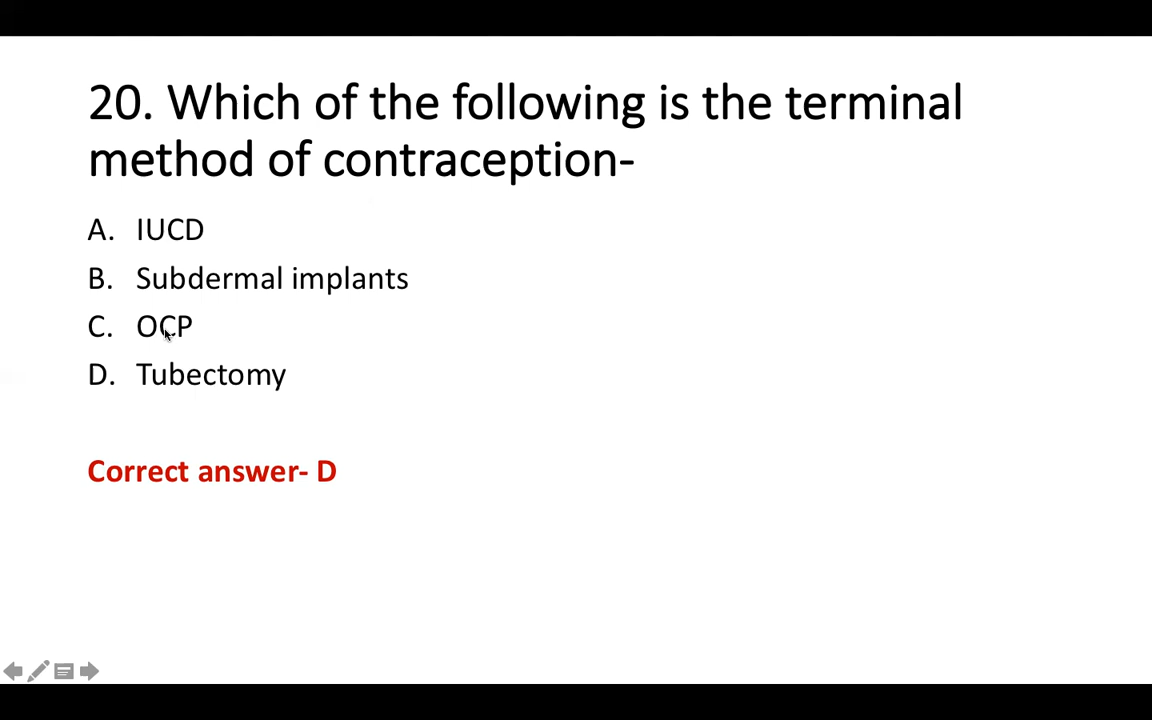 20. Which of the following is the terminal
method of contraception-
A. IUCD
B. Subdermal implants
C. OCP
D. Tubectomy
Correct answer- D